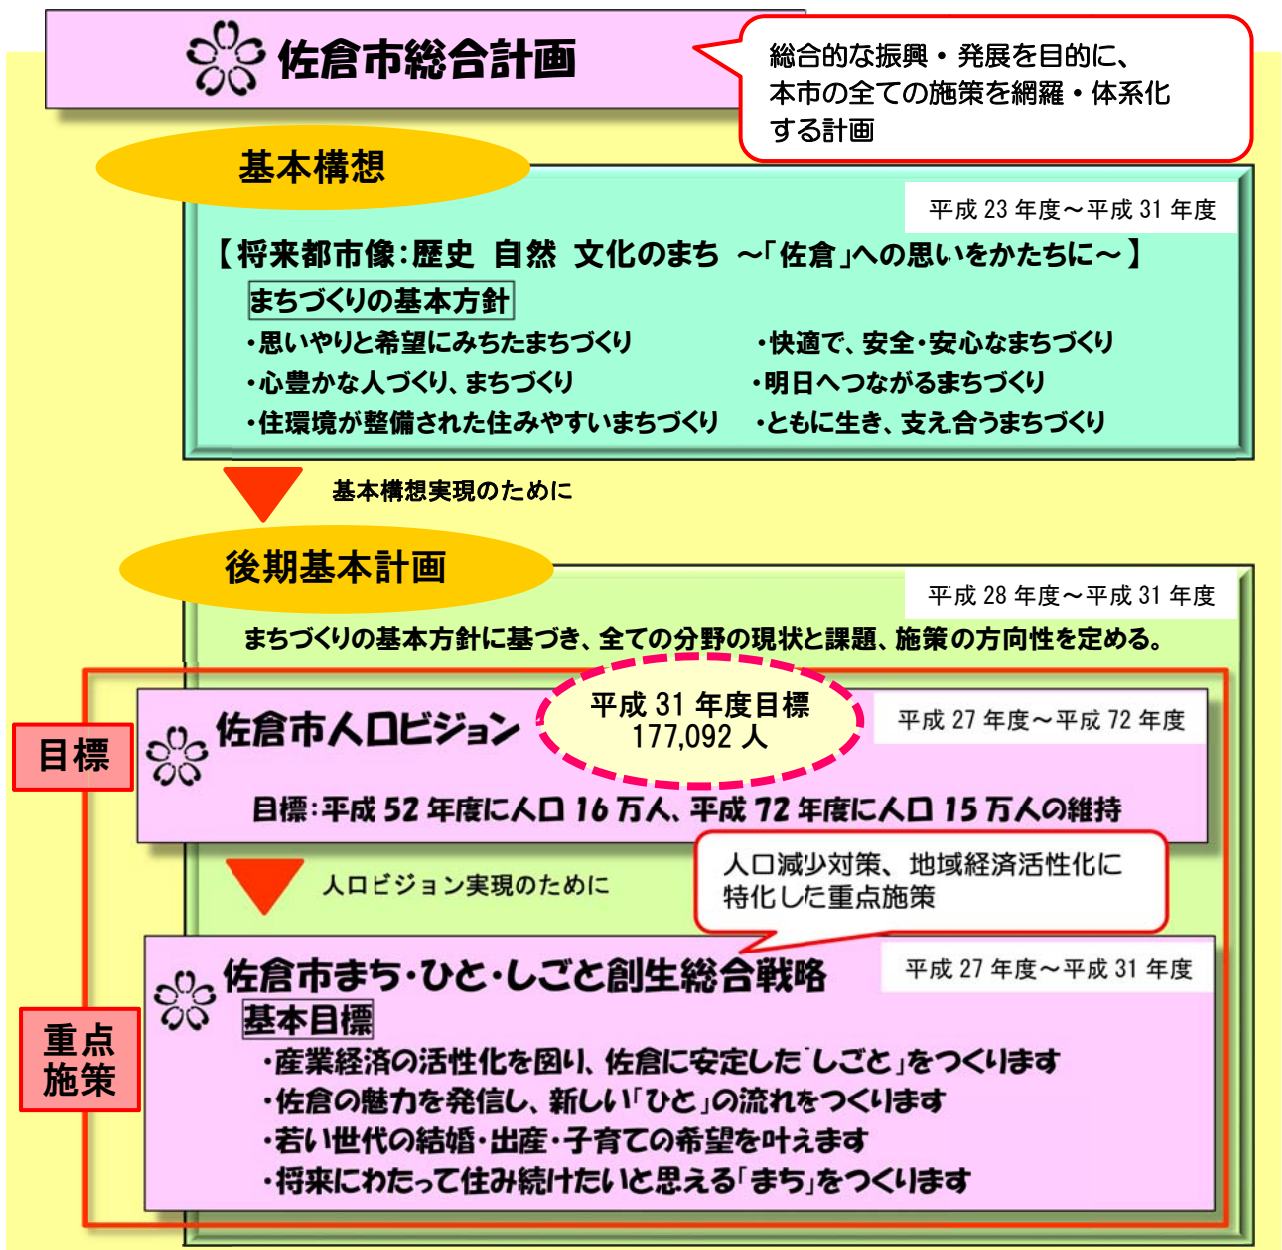 佐倉市総合計画
総合的な振興・発展を目的に、
本市の全ての施策を網羅・体系化
する計画
基本構想
平成 23 年度～平成 31 年度
【将来都市像：歴史 自然 文化のまち ～「佐倉」への思いをかたちに～】
まちづくりの基本方針
・思いやりと希望にみちたまちづくり
・快適で、安全・安心なまちづくり
・心豊かな人づくり、まちづくり
・明日へつながるまちづくり
・住環境が整備された住みやすいまちづくり
・ともに生き、支え合うまちづくり
基本構想実現のために
後期基本計画
平成 28 年度～平成 31 年度
まちづくりの基本方針に基づき、全ての分野の現状と課題、施策の方向性を定める。
目標
佐倉市人口ビジョン
平成 31 年度目標
177,092 人
平成 27 年度～平成 72 年度
目標：平成 52 年度に人口 16 万人、平成 72 年度に人口 15 万人の維持
人口ビジョン実現のために
人口減少対策、地域経済活性化に
特化した重点施策
重点
施策
佐倉市まち・ひと・しごと創生総合戦略
平成 27 年度～平成 31 年度
基本目標
・産業経済の活性化を図り、佐倉に安定した「しごと」をつくります
・佐倉の魅力を発信し、新しい「ひと」の流れをつくります
・若い世代の結婚・出産・子育ての希望を叶えます
・将来にわたって住み続けたいと思える「まち」をつくります